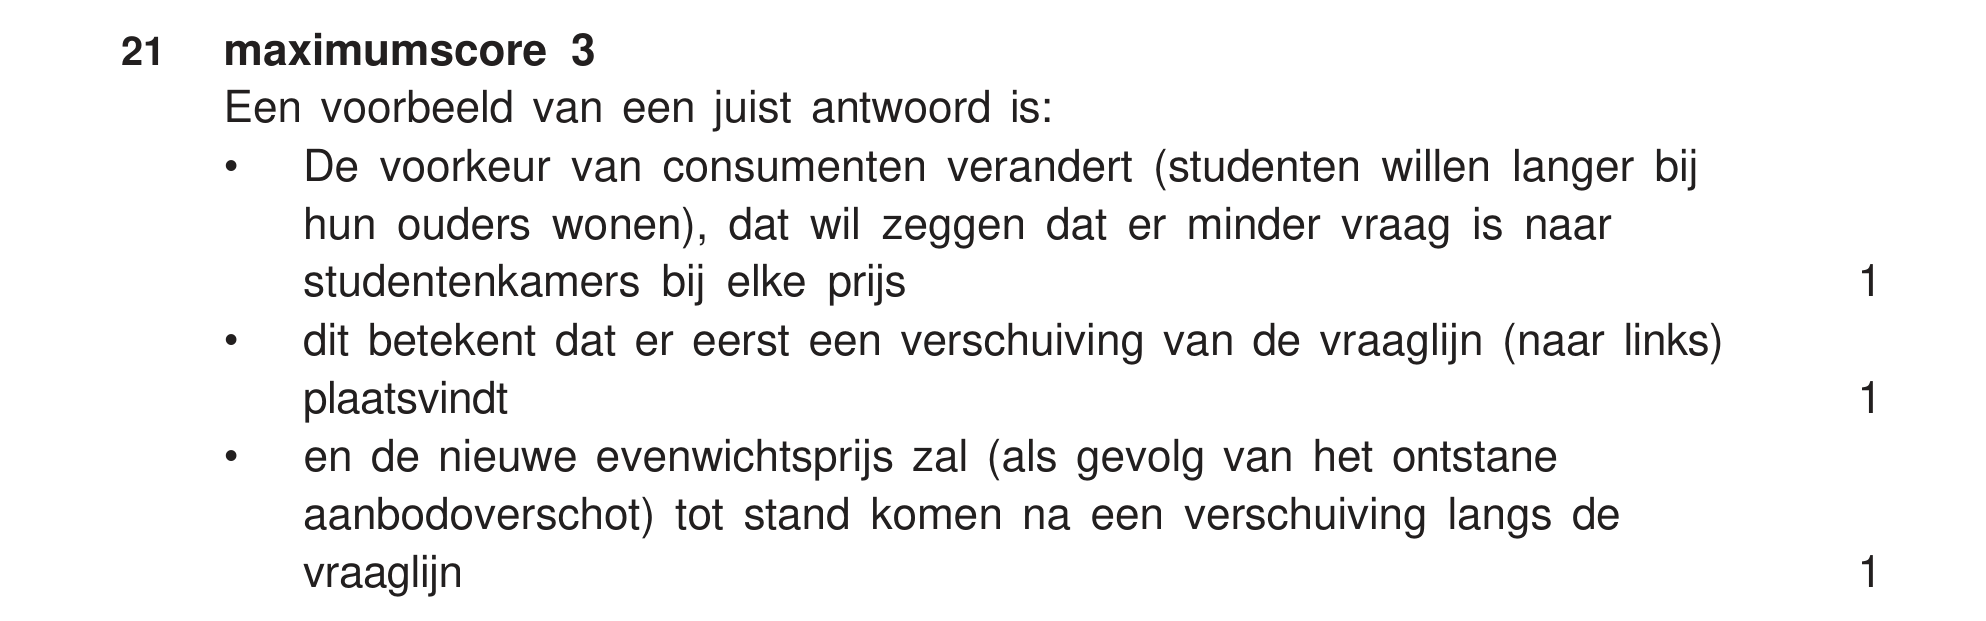 21 maximumscore 3
Een voorbeeld van een juist antwoord is:
• De voorkeur van consumenten verandert (studenten willen langer bij
hun ouders wonen), dat wil zeggen dat er minder vraag is naar
studentenkamers bij elke prijs 1
• dit betekent dat er eerst een verschuiving van de vraaglijn (naar links)
plaatsvindt 1
• en de nieuwe evenwichtsprijs zal (als gevolg van het ontstane
aanbodoverschot) tot stand komen na een verschuiving langs de
vraaglijn 1